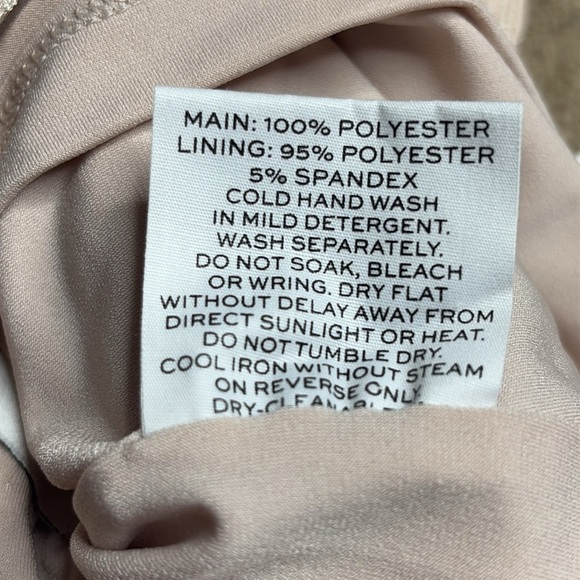 MAIN: 100% POLYESTER
LINING: 95% POLYESTER
5% SPANDEX
COLD HAND WASH
IN MILD DETERGENT.
WASH SEPARATELY.
DO NOT SOAK, BLEACH
OR WRING. DRY FLAT
WITHOUT DELAY AWAY FROM
DIRECT SUNLIGHT OR HEAT.
DO NOT TUMBLE DRY.
COOL IRON WITHOUT STEAM
ON REVERSE ONLY.
DRY-CLEANABLE